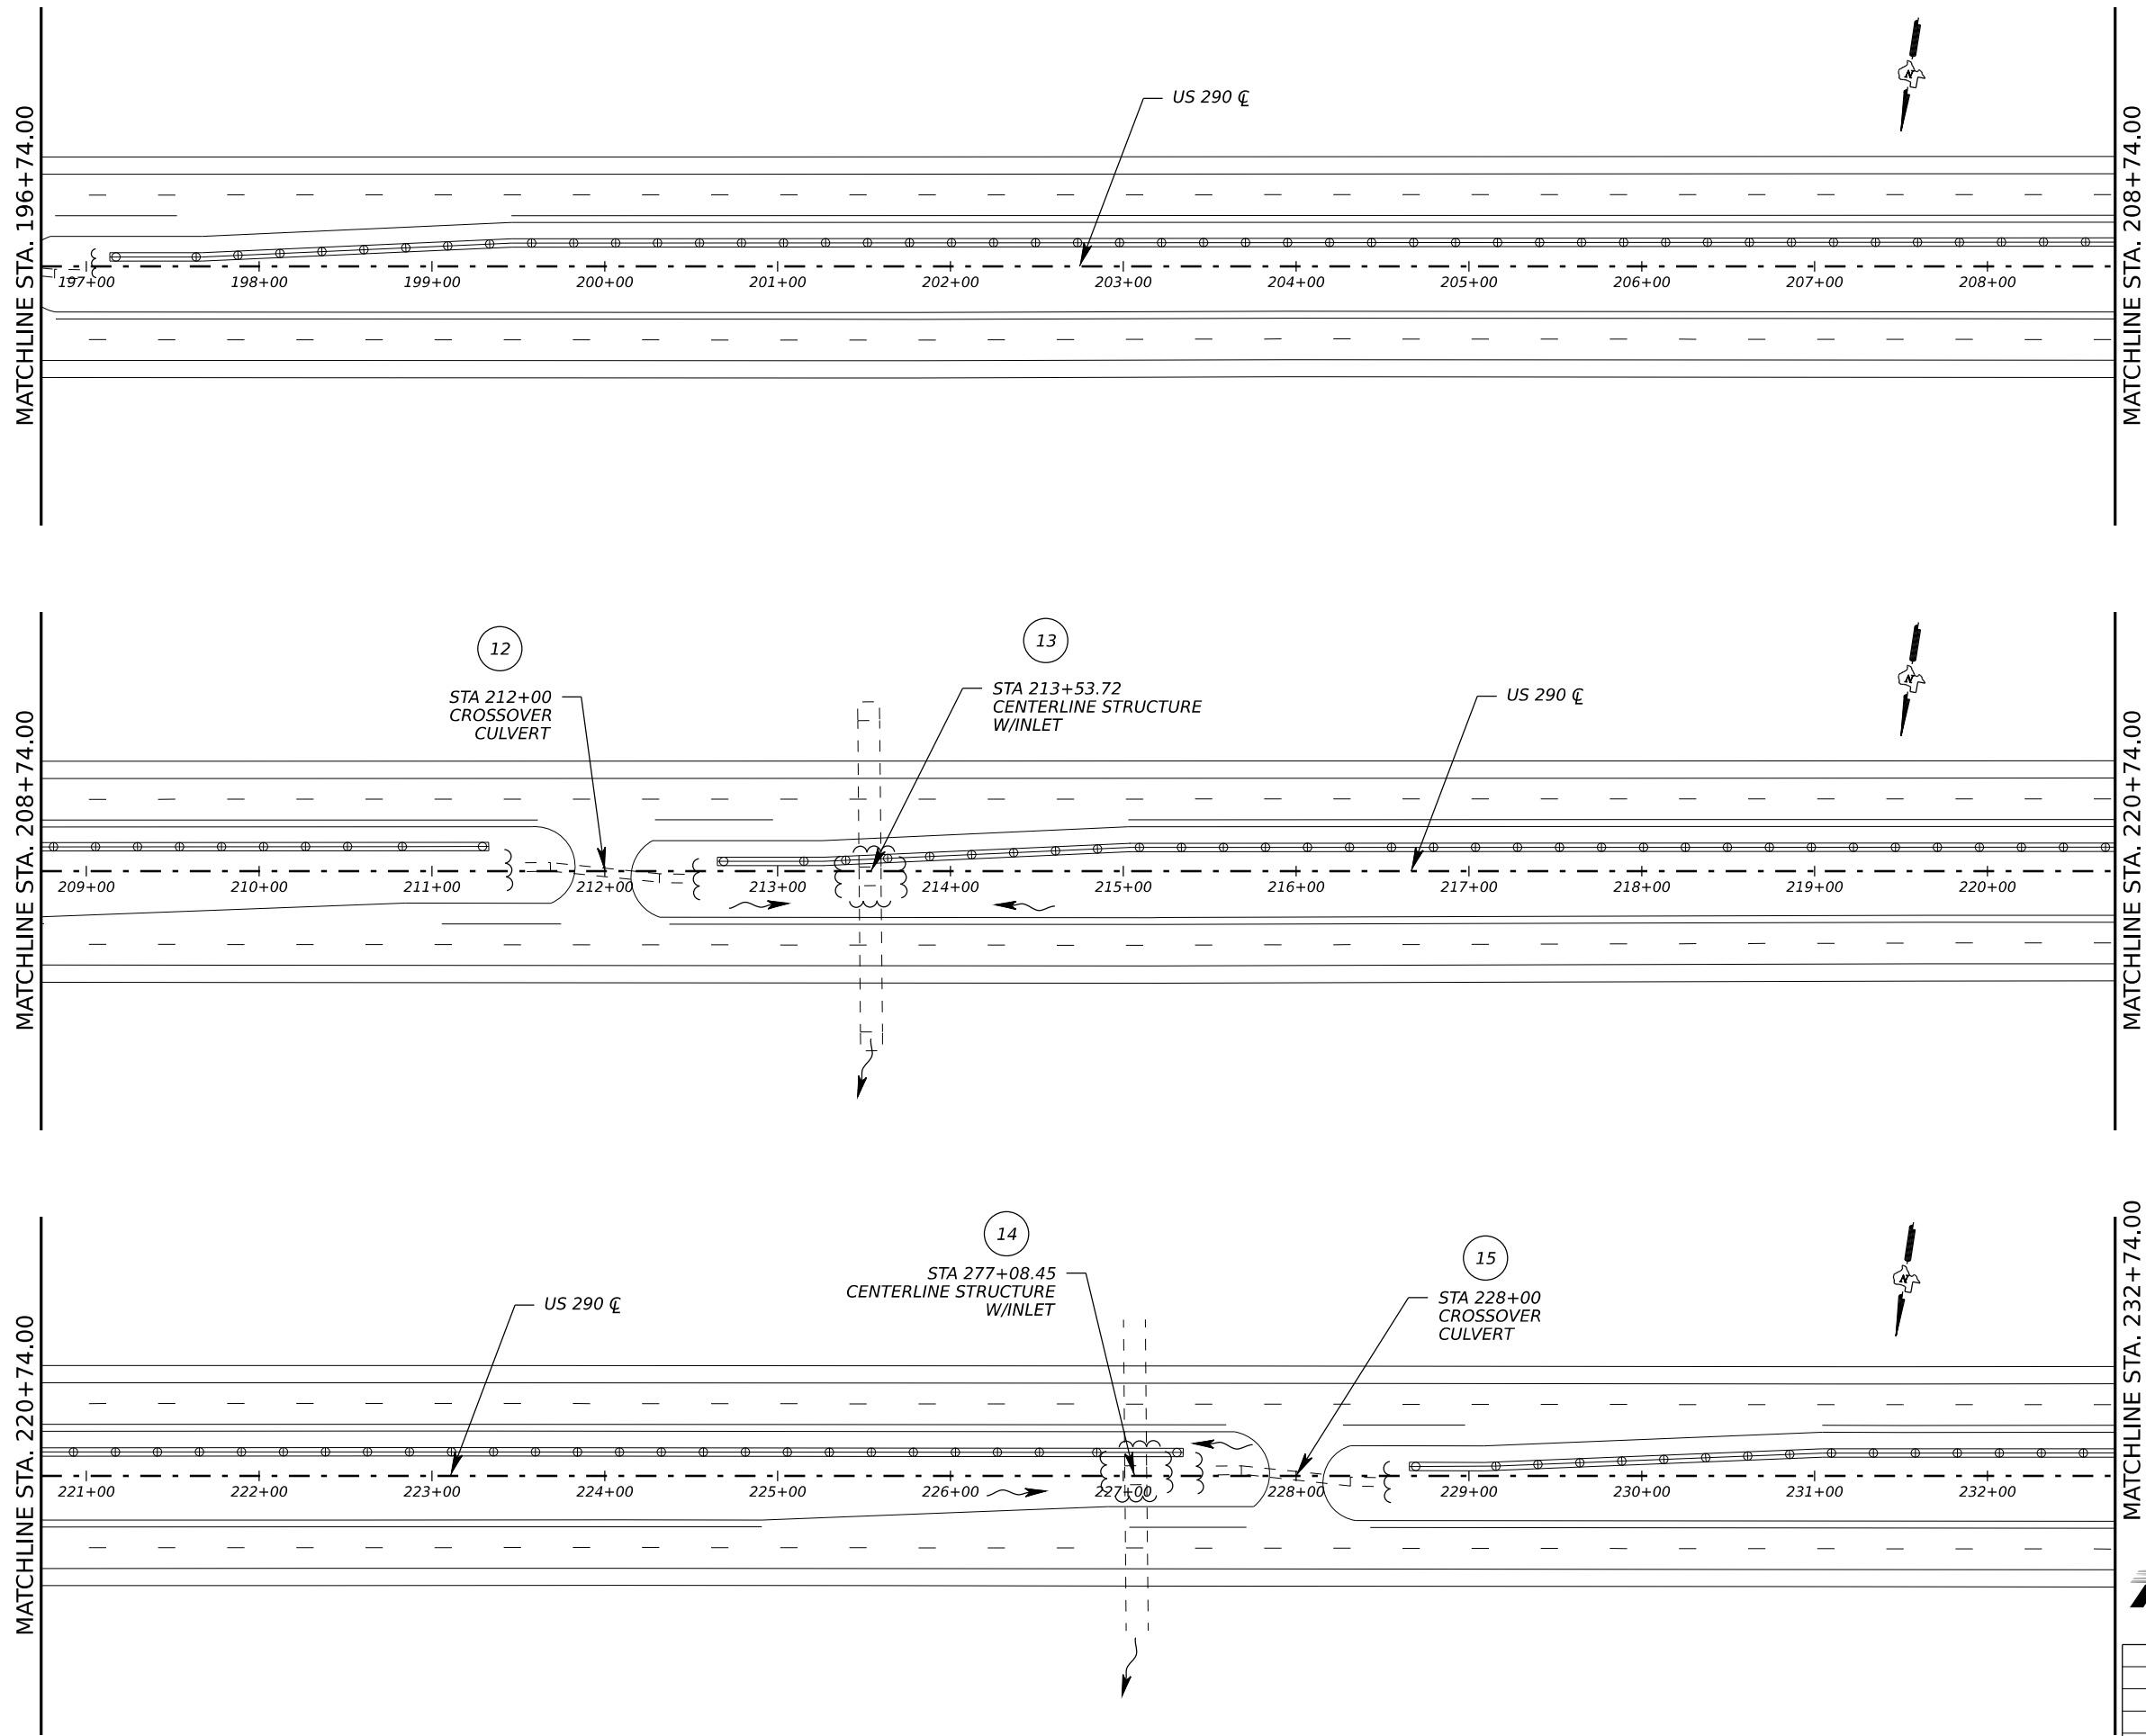 MATCHLINE STA. 196+74.00
US 290 ℄
N
MATCHLINE STA. 208+74.00
197+00 198+00 199+00 200+00 201+00 202+00 203+00 204+00 205+00 206+00 207+00 208+00
MATCHLINE STA. 208+74.00
12
STA 212+00
CROSSOVER
CULVERT
13
STA 213+53.72
CENTERLINE STRUCTURE
W/INLET
US 290 ℄
N
MATCHLINE STA. 220+74.00
209+00 210+00 211+00 212+00 213+00 214+00 215+00 216+00 217+00 218+00 219+00 220+00
MATCHLINE STA. 220+74.00
US 290 ℄
14
STA 277+08.45
CENTERLINE STRUCTURE
W/INLET
15
STA 228+00
CROSSOVER
CULVERT
N
MATCHLINE STA. 232+74.00
221+00 222+00 223+00 224+00 225+00 226+00 227+00 228+00 229+00 230+00 231+00 232+00